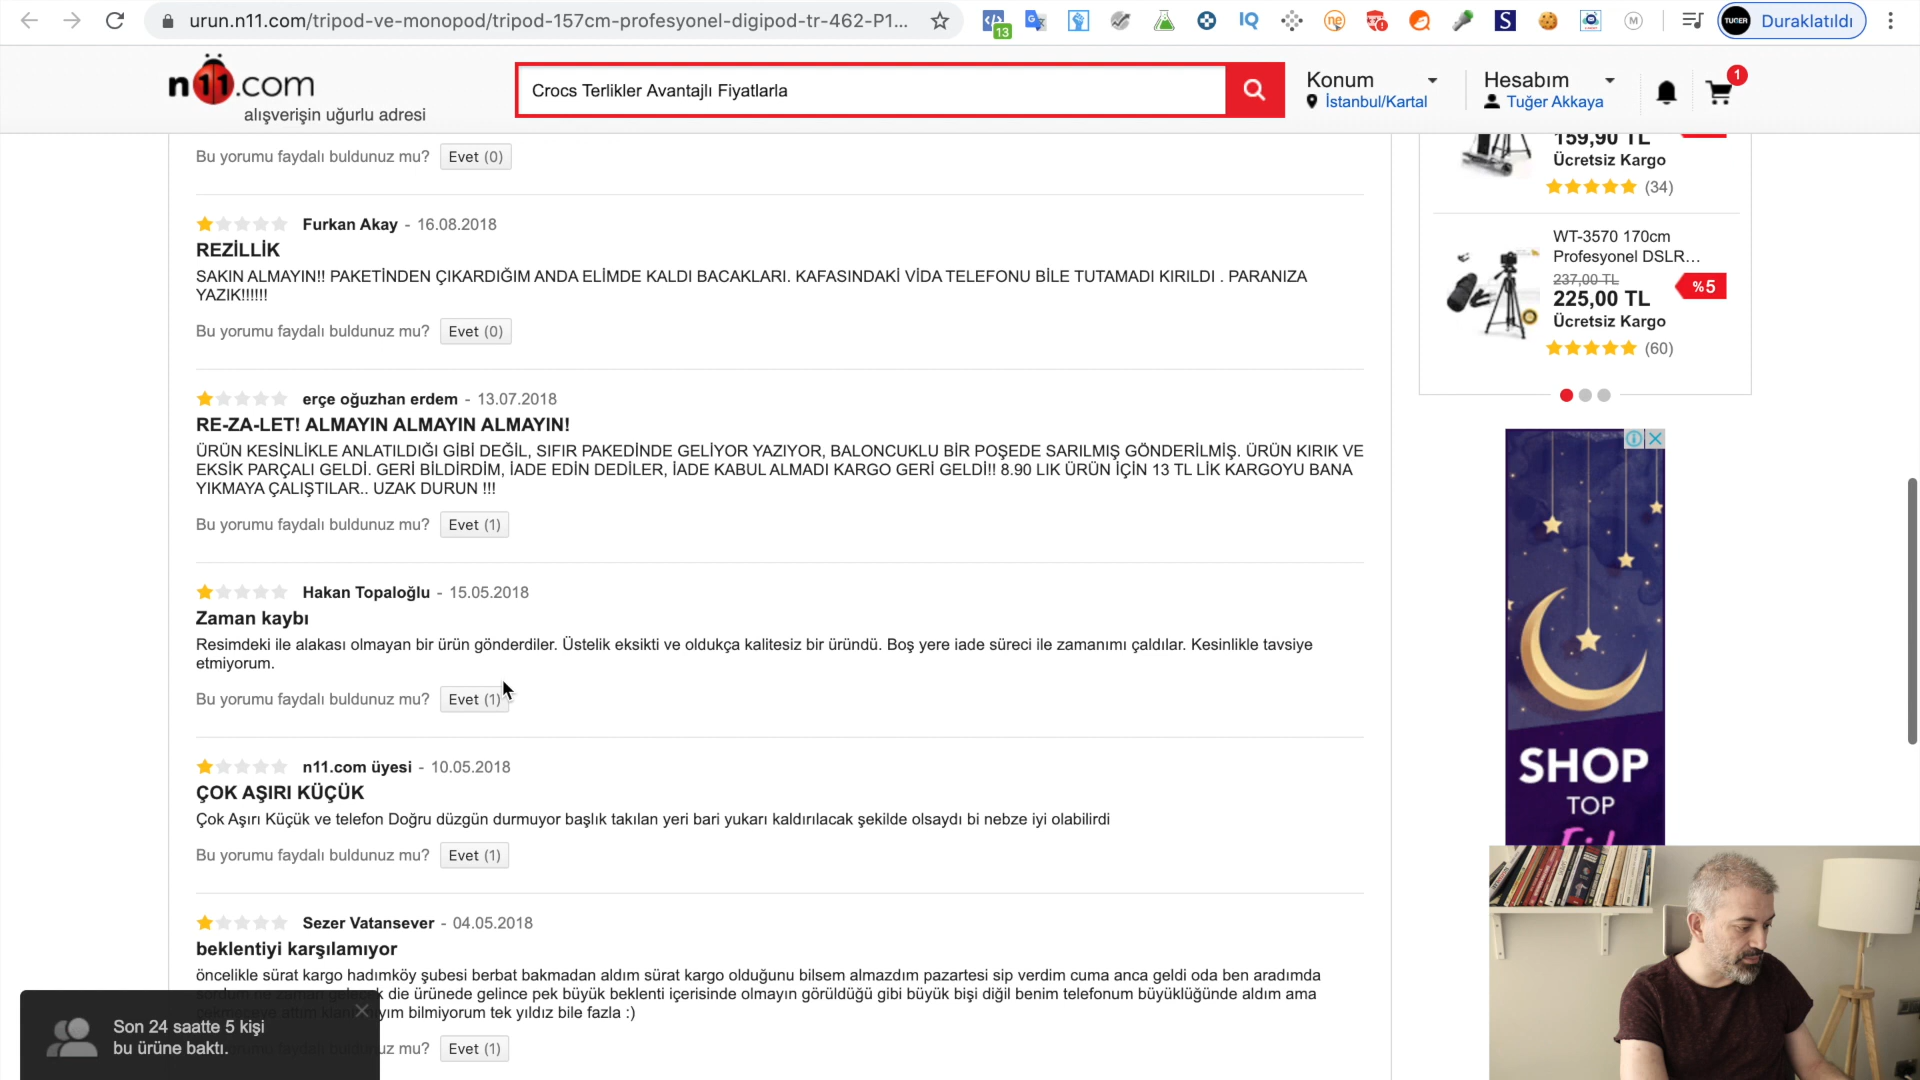 urun.n11.com/tripod-ve-monopod/tripod-157cm-profesyonel-digipod-tr-462-P1...
13
IQ
ne
S
M
TUGER
Duraklatıldı
n11.com
alışverişin uğurlu adresi
Crocs Terlikler Avantajlı Fiyatlarla
Konum
İstanbul/Kartal
Hesabım
Tuğer Akkaya
1
Bu yorumu faydalı buldunuz mu? Evet (0)
Furkan Akay - 16.08.2018
REZİLLİK
SAKIN ALMAYIN!! PAKETİNDEN ÇIKARDIĞIM ANDA ELİMDE KALDI BACAKLARI. KAFASINDAKİ VİDA TELEFONU BİLE TUTAMADI KIRILDI . PARANIZA
YAZIK!!!!!!
Bu yorumu faydalı buldunuz mu? Evet (0)
erçe oğuzhan erdem - 13.07.2018
RE-ZA-LET! ALMAYIN ALMAYIN ALMAYIN!
ÜRÜN KESİNLİKLE ANLATILDIĞI GİBİ DEĞİL, SIFIR PAKEDİNDE GELİYOR YAZIYOR, BALONCUKLU BİR POŞEDE SARILMIŞ GÖNDERİLMİŞ. ÜRÜN KIRIK VE
EKSİK PARÇALI GELDİ. GERİ BİLDİRDİM, İADE EDİN DEDİLER, İADE KABUL ALMADI KARGO GERİ GELDİ!! 8.90 LIK ÜRÜN İÇİN 13 TL LİK KARGOYU BANA
YIKMAYA ÇALIŞTILAR.. UZAK DURUN !!!
Bu yorumu faydalı buldunuz mu? Evet (1)
Hakan Topaloğlu - 15.05.2018
Zaman kaybı
Resimdeki ile alakası olmayan bir ürün gönderdiler. Üstelik eksikti ve oldukça kalitesiz bir üründü. Boş yere iade süreci ile zamanımı çaldılar. Kesinlikle tavsiye
etmiyorum.
Bu yorumu faydalı buldunuz mu? Evet (1)
n11.com üyesi - 10.05.2018
ÇOK AŞIRI KÜÇÜK
Çok Aşırı Küçük ve telefon Doğru düzgün durmuyor başlık takılan yeri bari yukarı kaldırılacak şekilde olsaydı bi nebze iyi olabilirdi
Bu yorumu faydalı buldunuz mu? Evet (1)
Sezer Vatansever - 04.05.2018
beklentiyi karşılamıyor
öncelikle sürat kargo hadımköy şubesi berbat bakmadan aldım sürat kargo olduğunu bilsem almazdım pazartesi sip verdim cuma anca geldi oda ben aradımda
sordum ne zaman gelecek die ürünede gelince pek büyük beklenti içerisinde olmayın görüldüğü gibi büyük bişi diğil benim telefonum büyüklüğünde aldım ama
yım bilmiyorum tek yıldız bile fazla :)
uz mu? Evet (1)
Son 24 saatte 5 kişi
bu ürüne baktı.
159,90 TL
Ücretsiz Kargo
(34)
WT-3570 170cm
Profesyonel DSLR...
237,00 TL
225,00 TL
%5
Ücretsiz Kargo
(60)
SHOP
TOP